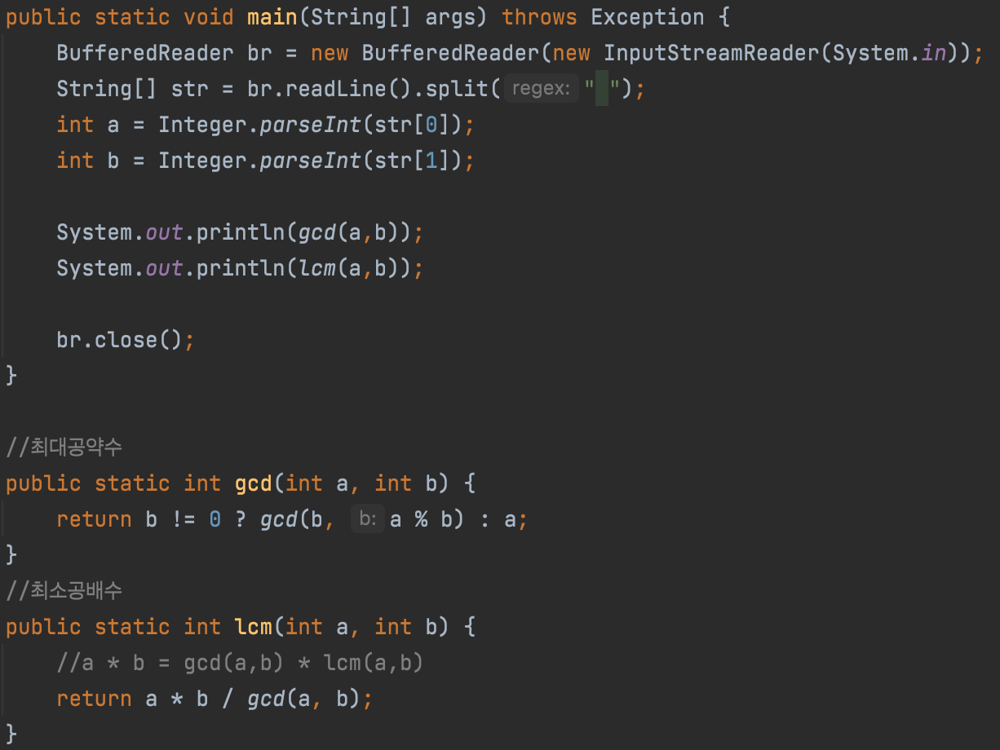 public static void main(String[] args) throws Exception {
    BufferedReader br = new BufferedReader(new InputStreamReader(System.in));
    String[] str = br.readLine().split( regex: " ");
    int a = Integer.parseInt(str[0]);
    int b = Integer.parseInt(str[1]);

    System.out.println(gcd(a,b));
    System.out.println(lcm(a,b));

    br.close();
}

//최대공약수
public static int gcd(int a, int b) {
    return b != 0 ? gcd(b, b: a % b) : a;
}
//최소공배수
public static int lcm(int a, int b) {
    //a * b = gcd(a,b) * lcm(a,b)
    return a * b / gcd(a, b);
}